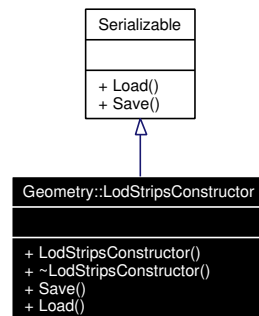 Serializable
+ Load()
+ Save()
Geometry::LodStripsConstructor
+ LodStripsConstructor()
+ ~LodStripsConstructor()
+ Save()
+ Load()